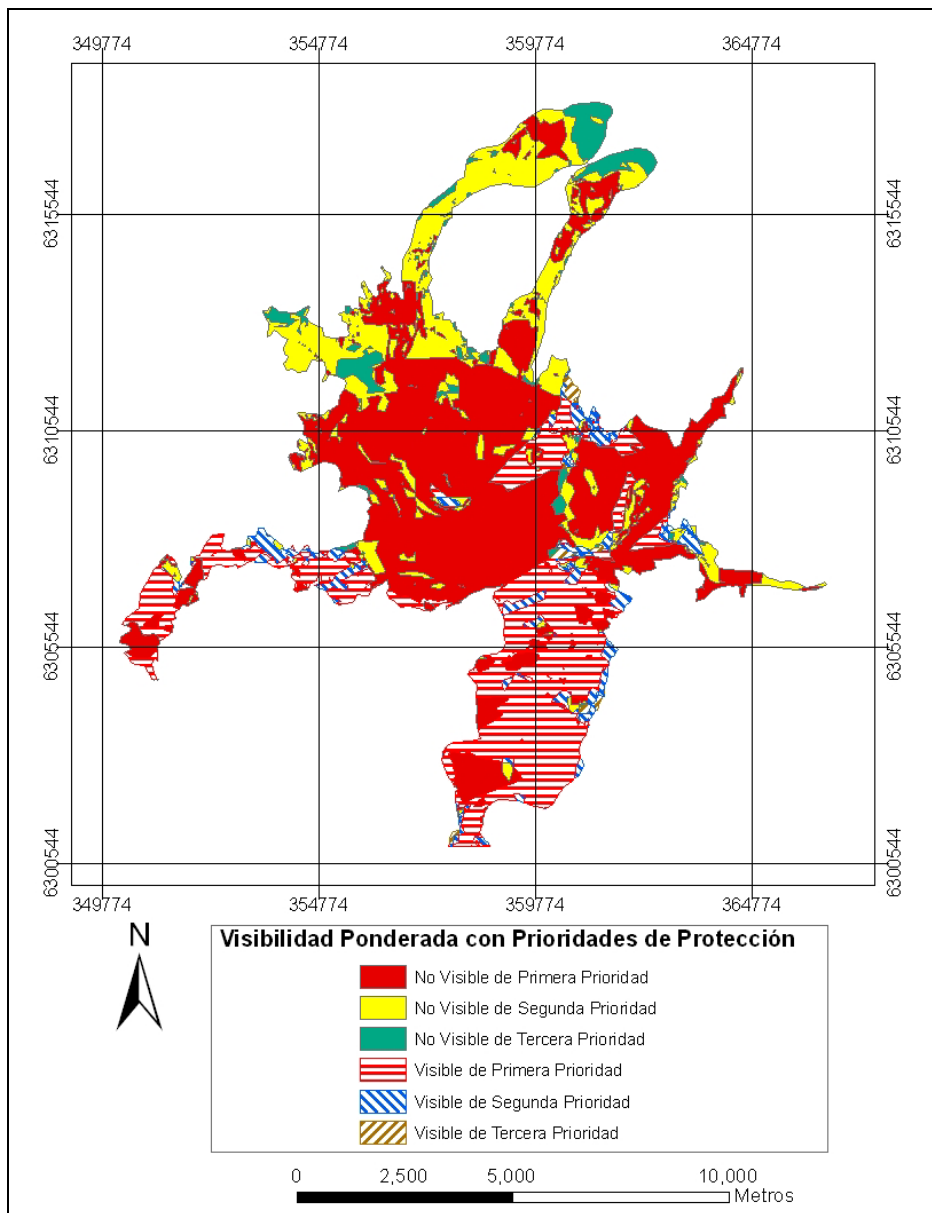 349774 354774 359774 364774
6315544 6315544
6310544 6310544
6305544 6305544
6300544 6300544
349774 354774 359774 364774
N
Visibilidad Ponderada con Prioridades de Protección
No Visible de Primera Prioridad
No Visible de Segunda Prioridad
No Visible de Tercera Prioridad
Visible de Primera Prioridad
Visible de Segunda Prioridad
Visible de Tercera Prioridad
0 2,500 5,000 10,000
Metros